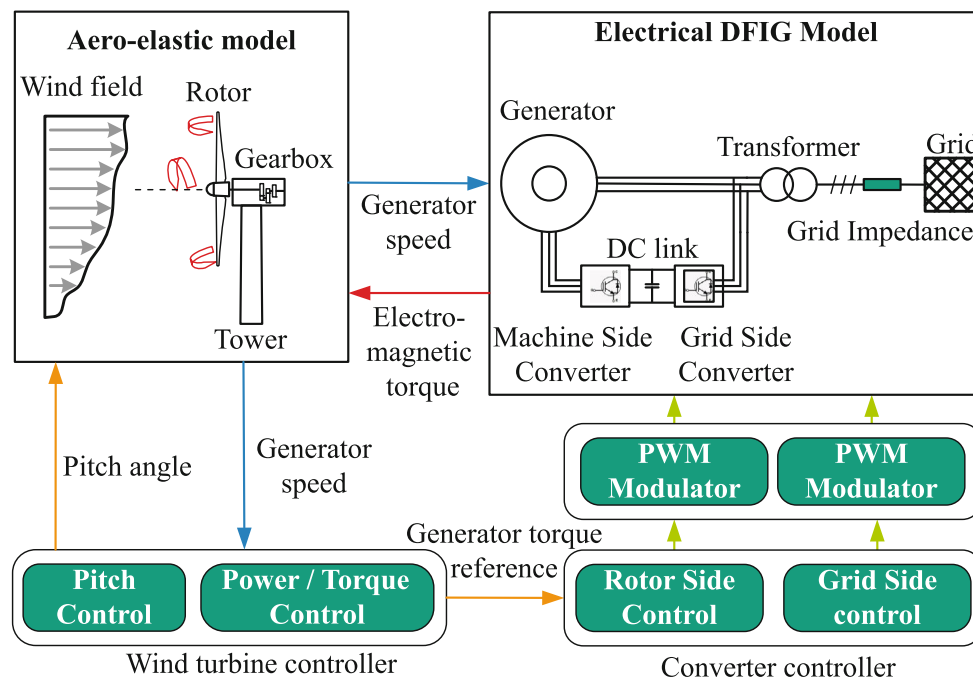 Aero-elastic model
Wind field
Rotor
Gearbox
Tower
Generator
speed
Electro-
magnetic
torque
Electrical DFIG Model
Generator
Transformer
Grid
Grid Impedance
DC link
Machine Side
Converter
Grid Side
Converter
Pitch angle
Generator
speed
PWM
Modulator
PWM
Modulator
Generator torque
reference
Pitch
Control
Power / Torque
Control
Rotor Side
Control
Grid Side
control
Wind turbine controller
Converter controller